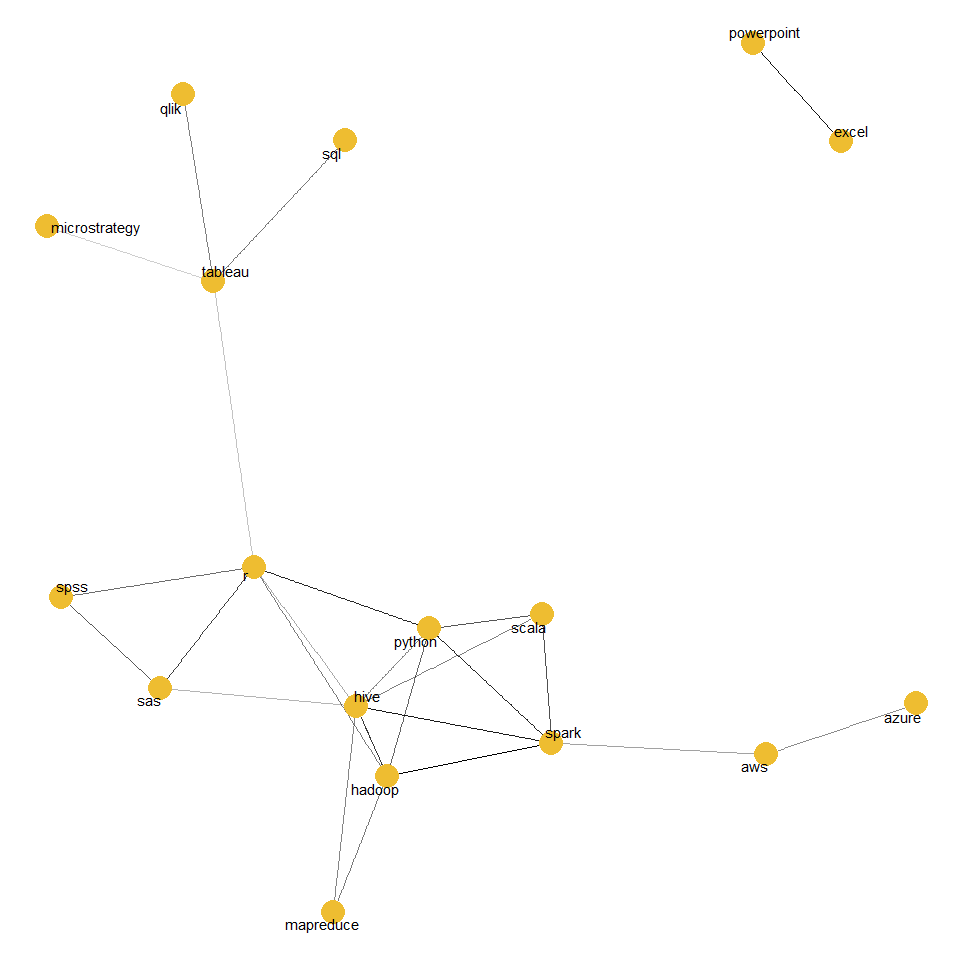 powerpoint
qlik
excel
sql
microstrategy
tableau
r
spss
python
scala
sas
hive
azure
spark
aws
hadoop
mapreduce